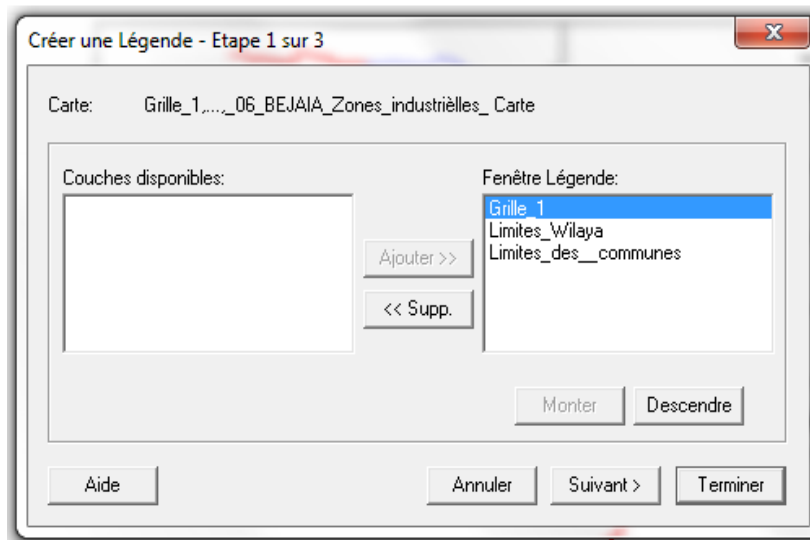 Créer une Légende - Etape 1 sur 3
Carte: Grille_1,...,_06_BEJAIA_Zones_industrièlles_ Carte
Couches disponibles:
Fenêtre Légende:
Grille_1
Limites_Wilaya
Limites_des__communes
Ajouter >>
<< Supp.
Monter
Descendre
Aide
Annuler
Suivant >
Terminer